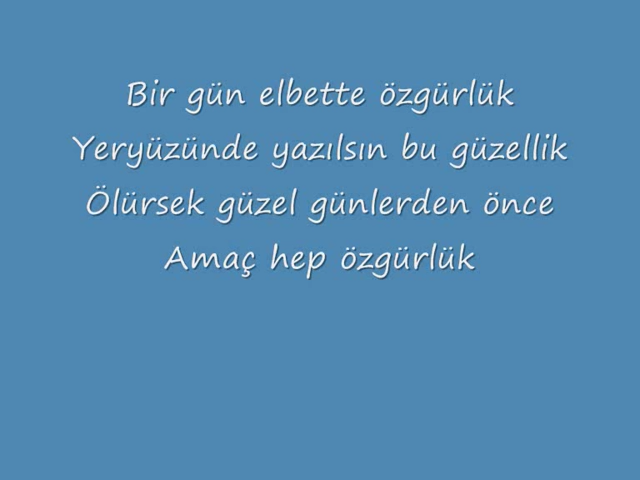 Bir gün elbette özgürlük
Yeryüzünde yazılsın bu güzellik
Ölürsek güzel günlerden önce
Amaç hep özgürlük